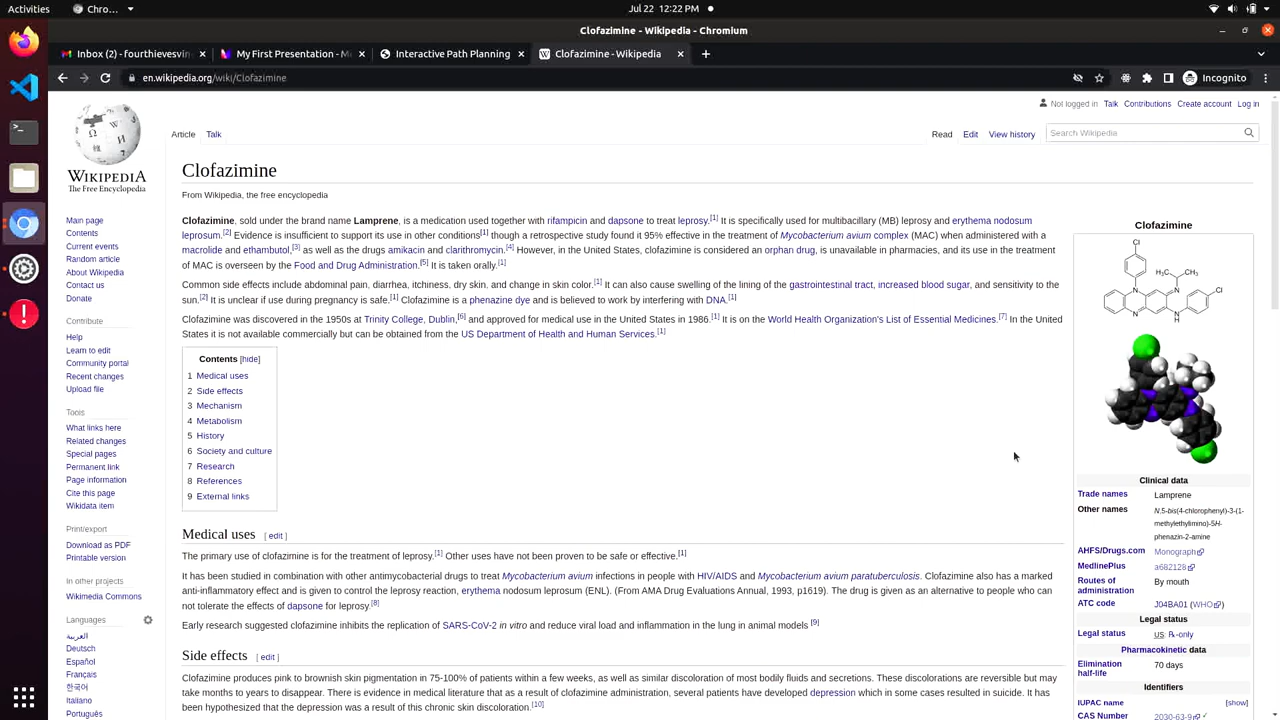 Jul 22 12:22 PM
Clofazimine - Wikipedia - Chromium
Inbox (2) - fourthievesvin
My First Presentation - M
Interactive Path Planning
Clofazimine - Wikipedia
en.wikipedia.org/wiki/Clofazimine
Incognito
Not logged in Talk Contributions Create account Log in
Article Talk
Read Edit View history
Search Wikipedia
WIKIPEDIA
The Free Encyclopedia
Main page
Contents
Current events
Random article
About Wikipedia
Contact us
Donate
Contribute
Help
Learn to edit
Community portal
Recent changes
Upload file
Tools
What links here
Related changes
Special pages
Permanent link
Page information
Cite this page
Wikidata item
Print/export
Download as PDF
Printable version
In other projects
Wikimedia Commons
Languages
العربية
Deutsch
Español
Français
한국어
Italiano
Português
Clofazimine
From Wikipedia, the free encyclopedia
Clofazimine, sold under the brand name Lamprene, is a medication used together with rifampicin and dapsone to treat leprosy.[1] It is specifically used for multibacillary (MB) leprosy and erythema nodosum
leprosum.[2] Evidence is insufficient to support its use in other conditions[1] though a retrospective study found it 95% effective in the treatment of Mycobacterium avium complex (MAC) when administered with a
macrolide and ethambutol,[3] as well as the drugs amikacin and clarithromycin.[4] However, in the United States, clofazimine is considered an orphan drug, is unavailable in pharmacies, and its use in the treatment
of MAC is overseen by the Food and Drug Administration.[5] It is taken orally.[1]
Common side effects include abdominal pain, diarrhea, itchiness, dry skin, and change in skin color.[1] It can also cause swelling of the lining of the gastrointestinal tract, increased blood sugar, and sensitivity to the
sun.[2] It is unclear if use during pregnancy is safe.[1] Clofazimine is a phenazine dye and is believed to work by interfering with DNA.[1]
Clofazimine was discovered in the 1950s at Trinity College, Dublin,[6] and approved for medical use in the United States in 1986.[1] It is on the World Health Organization's List of Essential Medicines.[7] In the United
States it is not available commercially but can be obtained from the US Department of Health and Human Services.[1]
Contents [hide]
1 Medical uses
2 Side effects
3 Mechanism
4 Metabolism
5 History
6 Society and culture
7 Research
8 References
9 External links
Medical uses [ edit ]
The primary use of clofazimine is for the treatment of leprosy.[1] Other uses have not been proven to be safe or effective.[1]
It has been studied in combination with other antimycobacterial drugs to treat Mycobacterium avium infections in people with HIV/AIDS and Mycobacterium avium paratuberculosis. Clofazimine also has a marked
anti-inflammatory effect and is given to control the leprosy reaction, erythema nodosum leprosum (ENL). (From AMA Drug Evaluations Annual, 1993, p1619). The drug is given as an alternative to people who can
not tolerate the effects of dapsone for leprosy.[8]
Early research suggested clofazimine inhibits the replication of SARS-CoV-2 in vitro and reduce viral load and inflammation in the lung in animal models [9]
Side effects [ edit ]
Clofazimine produces pink to brownish skin pigmentation in 75-100% of patients within a few weeks, as well as similar discoloration of most bodily fluids and secretions. These discolorations are reversible but may
take months to years to disappear. There is evidence in medical literature that as a result of clofazimine administration, several patients have developed depression which in some cases resulted in suicide. It has
been hypothesized that the depression was a result of this chronic skin discoloration.[10]
Clofazimine
Cl
H₃C CH₃
N N
Cl
N N
H
Clinical data
Trade names Lamprene
Other names N,5-bis(4-chlorophenyl)-3-(1-
methylethylimino)-5H-
phenazin-2-amine
AHFS/Drugs.com Monograph
MedlinePlus a682128
Routes of
administration By mouth
ATC code J04BA01 (WHO)
Legal status
Legal status US: ℞-only
Pharmacokinetic data
Elimination
half-life 70 days
Identifiers
IUPAC name [show]
CAS Number 2030-63-9 ✓